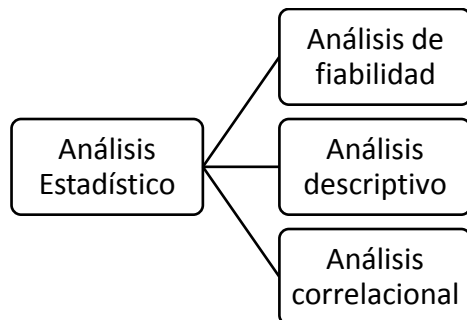 Análisis
Estadístico
Análisis de
fiabilidad
Análisis
descriptivo
Análisis
correlacional